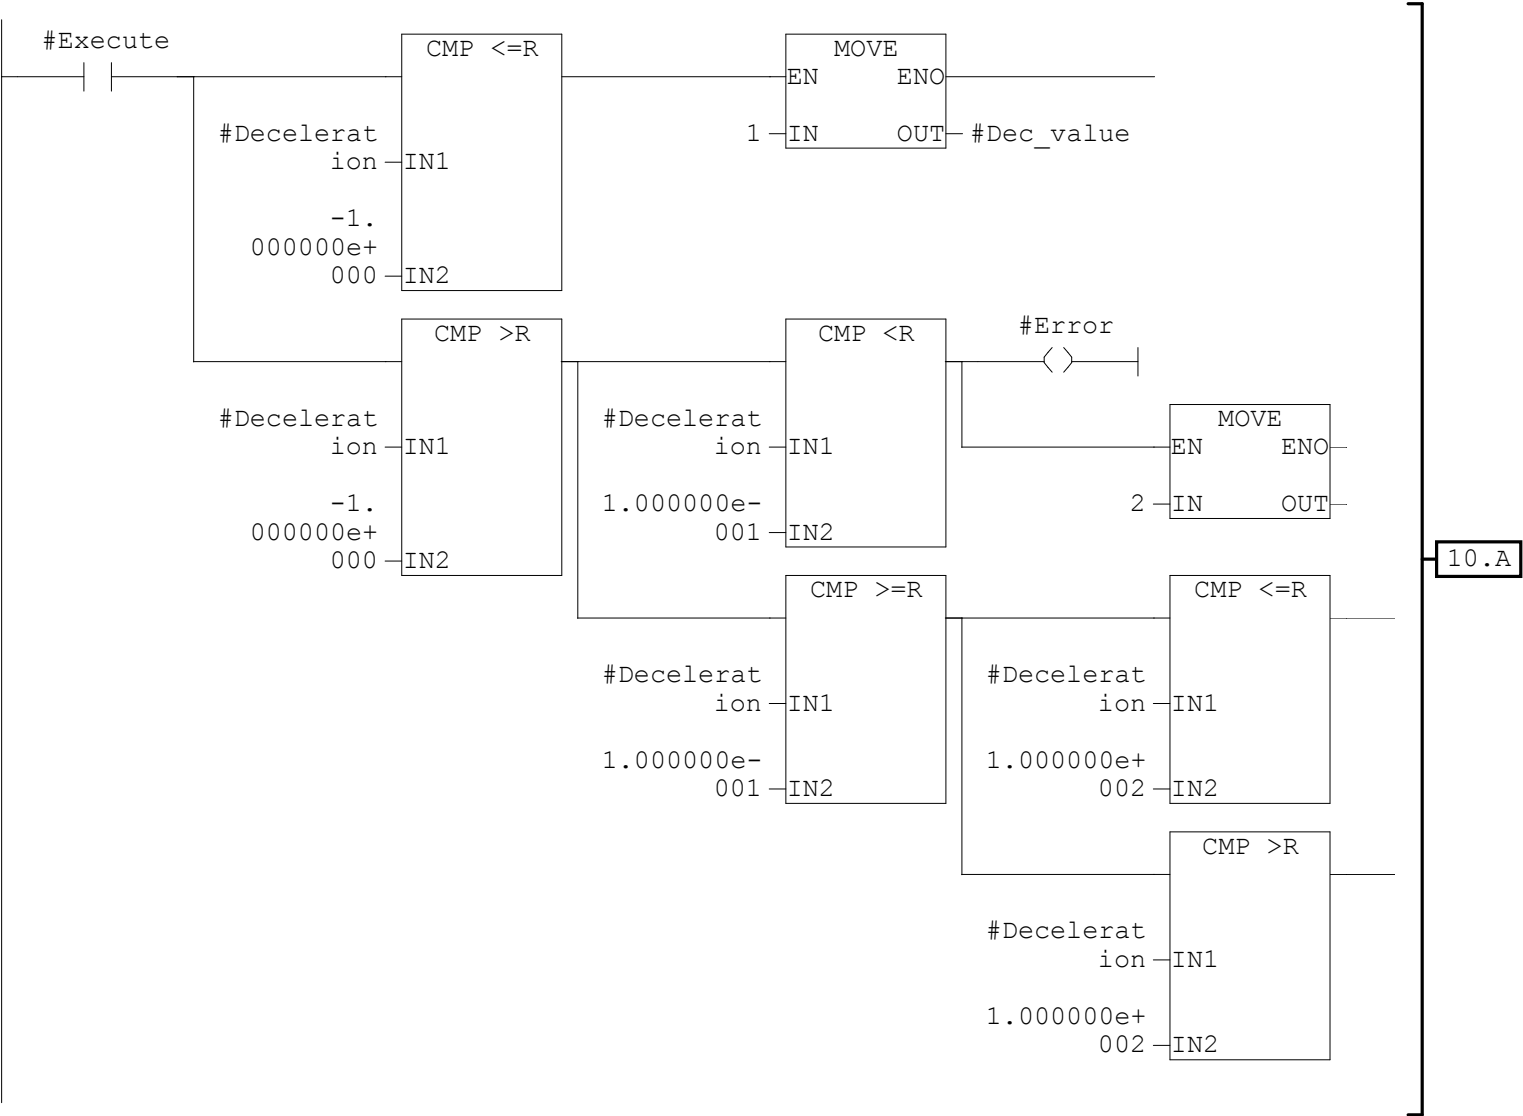 #Execute
CMP <=R
MOVE
EN ENO
#Decelerat
ion IN1
1 IN OUT #Dec_value
-1.
000000e+
000 IN2
CMP >R
CMP <R
#Error
#Decelerat
ion IN1
#Decelerat
ion IN1
MOVE
EN ENO
-1.
000000e+
000 IN2
1.000000e-
001 IN2
2 IN OUT
10.A
CMP >=R
CMP <=R
#Decelerat
ion IN1
#Decelerat
ion IN1
1.000000e-
001 IN2
1.000000e+
002 IN2
CMP >R
#Decelerat
ion IN1
1.000000e+
002 IN2